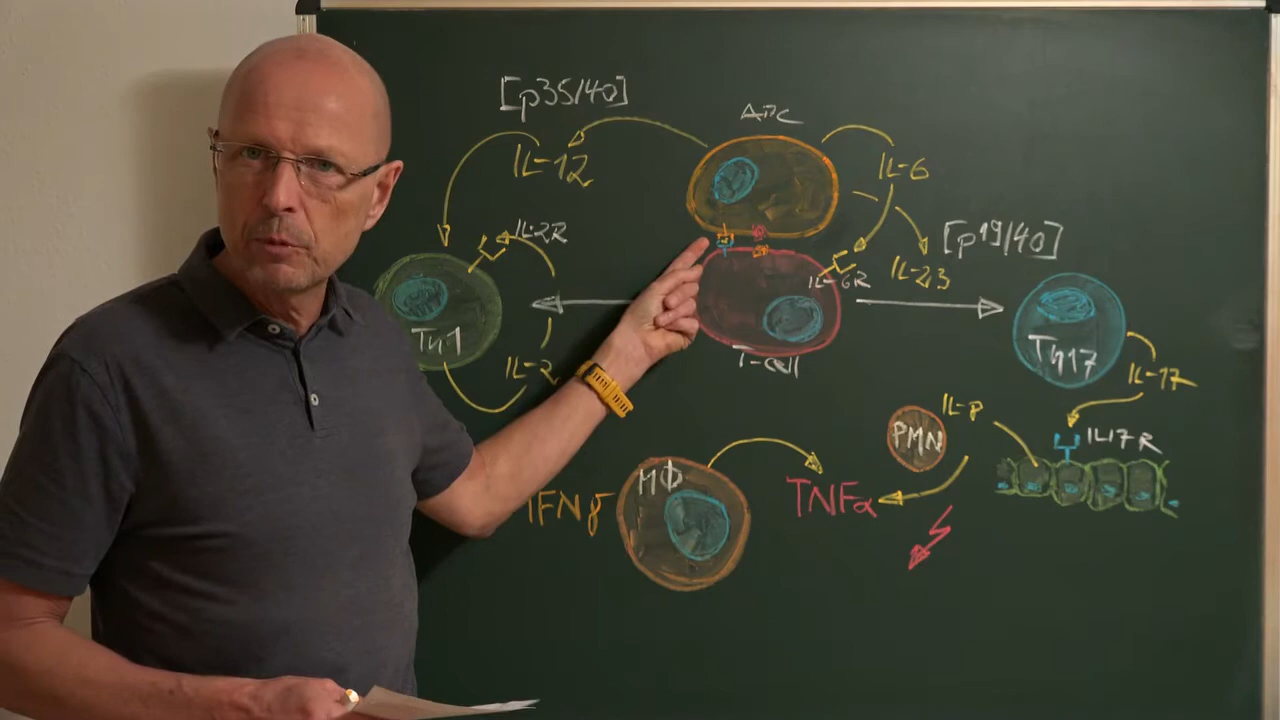 [p35/40]
APC
IL-12
IL-6
IL-2R
[p19/40]
IL-6R
IL-23
Th1
IL-2
T-cell
Th17
IL-17
IL-8
PMN
IL17R
MΦ
IFNγ
TNFα